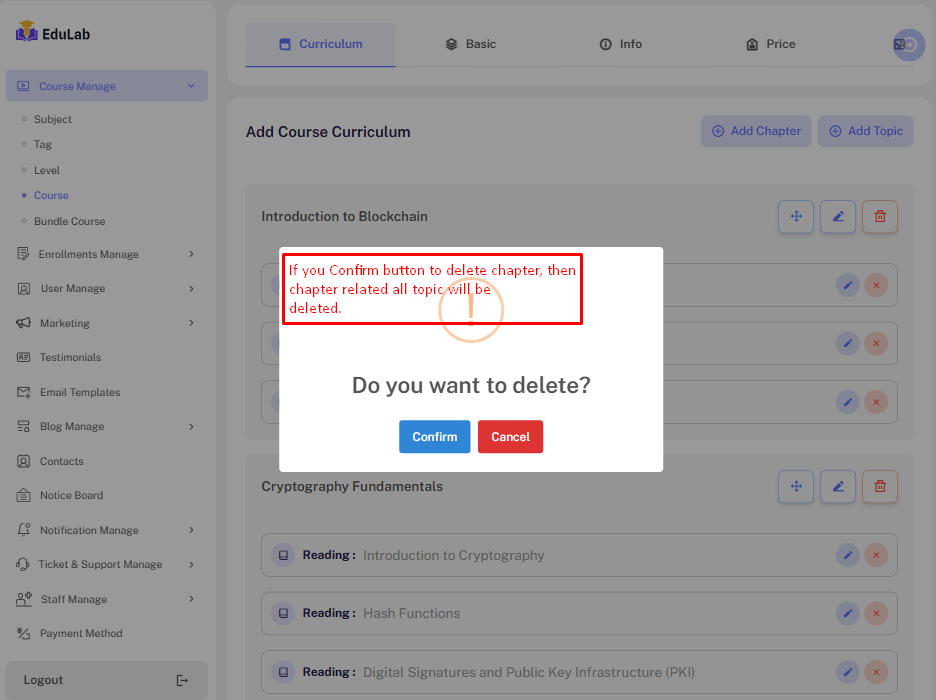 EduLab
Course Manage
Subject
Tag
Level
Course
Bundle Course
Enrollments Manage
User Manage
Marketing
Testimonials
Email Templates
Blog Manage
Contacts
Notice Board
Notification Manage
Ticket & Support Manage
Staff Manage
Payment Method
Logout
Curriculum
Basic
Info
Price
Add Course Curriculum
Add Chapter
Add Topic
Introduction to Blockchain
If you Confirm button to delete chapter, then
chapter related all topic will be
deleted.
!
Do you want to delete?
Confirm
Cancel
Cryptography Fundamentals
Reading : Introduction to Cryptography
Reading : Hash Functions
Reading : Digital Signatures and Public Key Infrastructure (PKI)